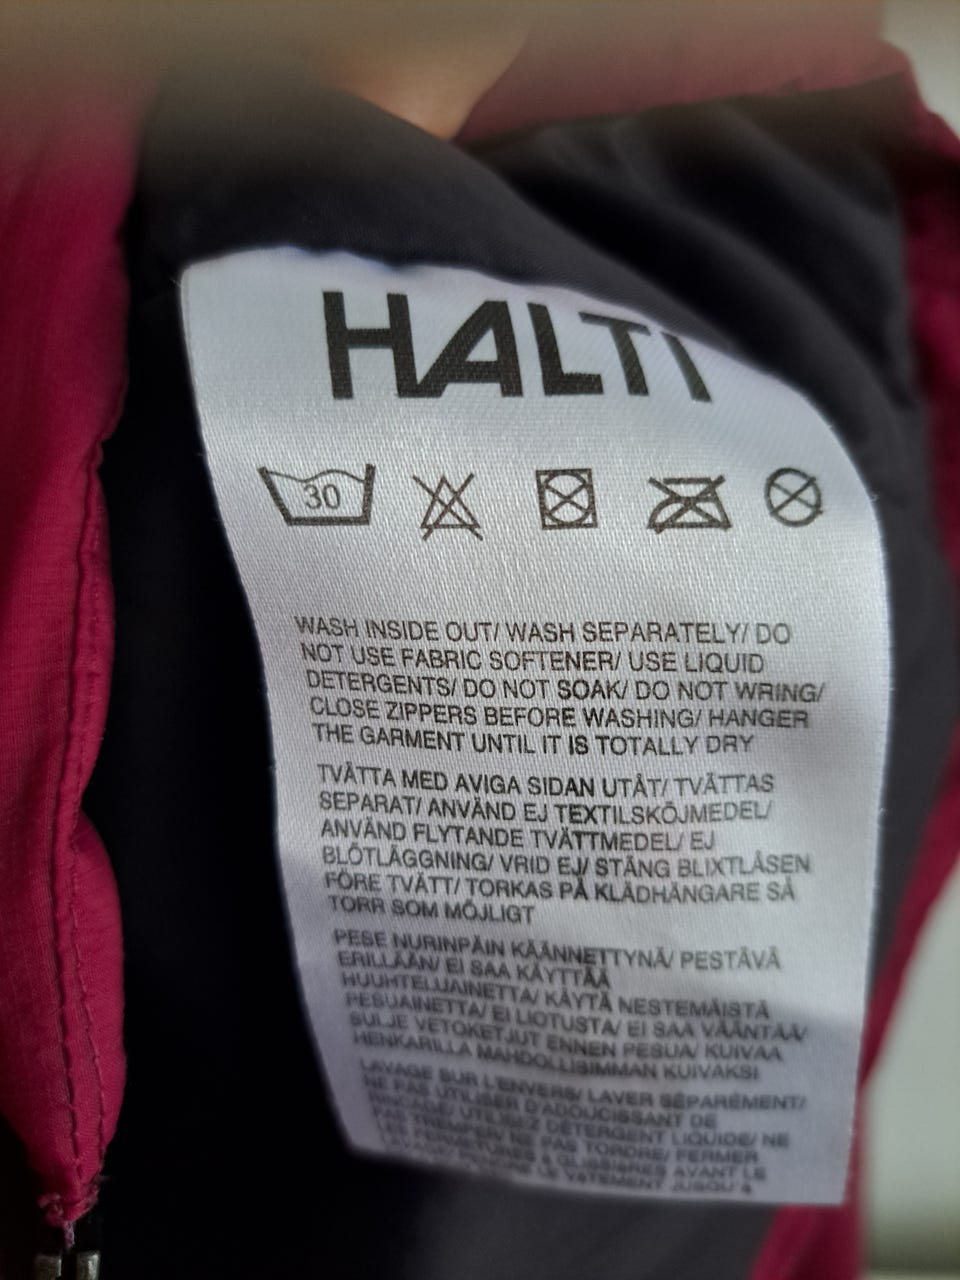 HALTI
30
WASH INSIDE OUT/ WASH SEPARATELY/ DO
NOT USE FABRIC SOFTENER/ USE LIQUID
DETERGENTS/ DO NOT SOAK/ DO NOT WRING/
CLOSE ZIPPERS BEFORE WASHING/ HANGER
THE GARMENT UNTIL IT IS TOTALLY DRY
TVÄTTA MED AVIGA SIDAN UTÅT/ TVÄTTAS
SEPARAT/ ANVÄND EJ TEXTILSKÖJMEDEL/
ANVÄND FLYTANDE TVÄTTMEDEL/ EJ
BLÖTLÄGGNING/ VRID EJ/ STÄNG BLIXTLÅSEN
FÖRE TVÄTT/ TORKAS PÅ KLÄDHÄNGARE SÅ
TORR SOM MÖJLIGT
PESE NURINPÄIN KÄÄNNETTYNÄ/ PESTÄVÄ
ERILLÄÄN/ EI SAA KÄYTTÄÄ
HUUHTELUAINETTA/ KÄYTÄ NESTEMÄISTÄ
PESUAINETTA/ EI LIOTUSTA/ EI SAA VÄÄNTÄÄ/
SULJE VETOKETJUT ENNEN PESUA/ KUIVAA
HENKARILLA MAHDOLLISIMMAN KUIVAKSI
LAVAGE SUR L'ENVERS/ LAVER SÉPARÉMENT/
NE PAS UTILISER D'ADOUCISSANT DE
RINCAGE/ UTILISEZ DÉTERGENT LIQUIDE/ NE
PAS TREMPER/ NE PAS TORDRE/ FERMER
LES FERMETURES A GLISSIÈRES AVANT LE
LE VETEMENT JUSQU'A